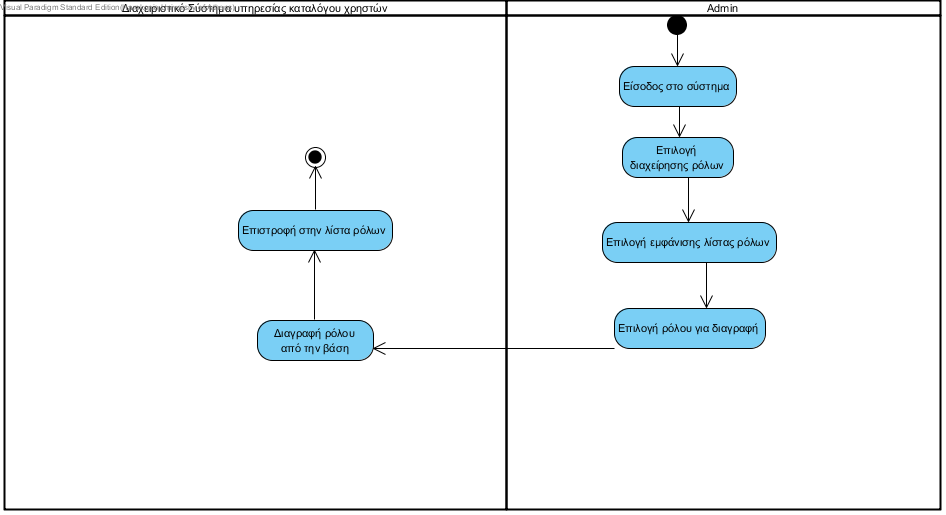 Visual Paradigm Standard Edition
Διαχειριστικό Σύστημα υπηρεσίας καταλόγου χρηστών
Admin
Είσοδος στο σύστημα
Επιλογή
διαχείρησης ρόλων
Επιλογή εμφάνισης λίστας ρόλων
Επιλογή ρόλου για διαγραφή
Διαγραφή ρόλου
από την βάση
Επιστροφή στην λίστα ρόλων